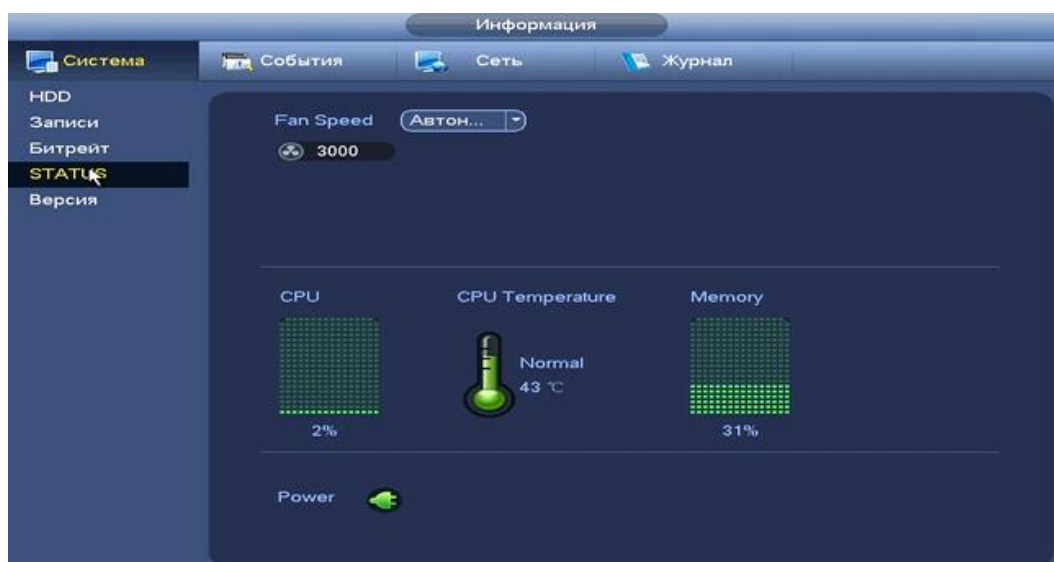 Информация
Система События Сеть Журнал
HDD
Записи
Битрейт
STATUS
Версия
Fan Speed Автон...
3000
CPU CPU Temperature Memory
Normal
43 °C
2% 31%
Power